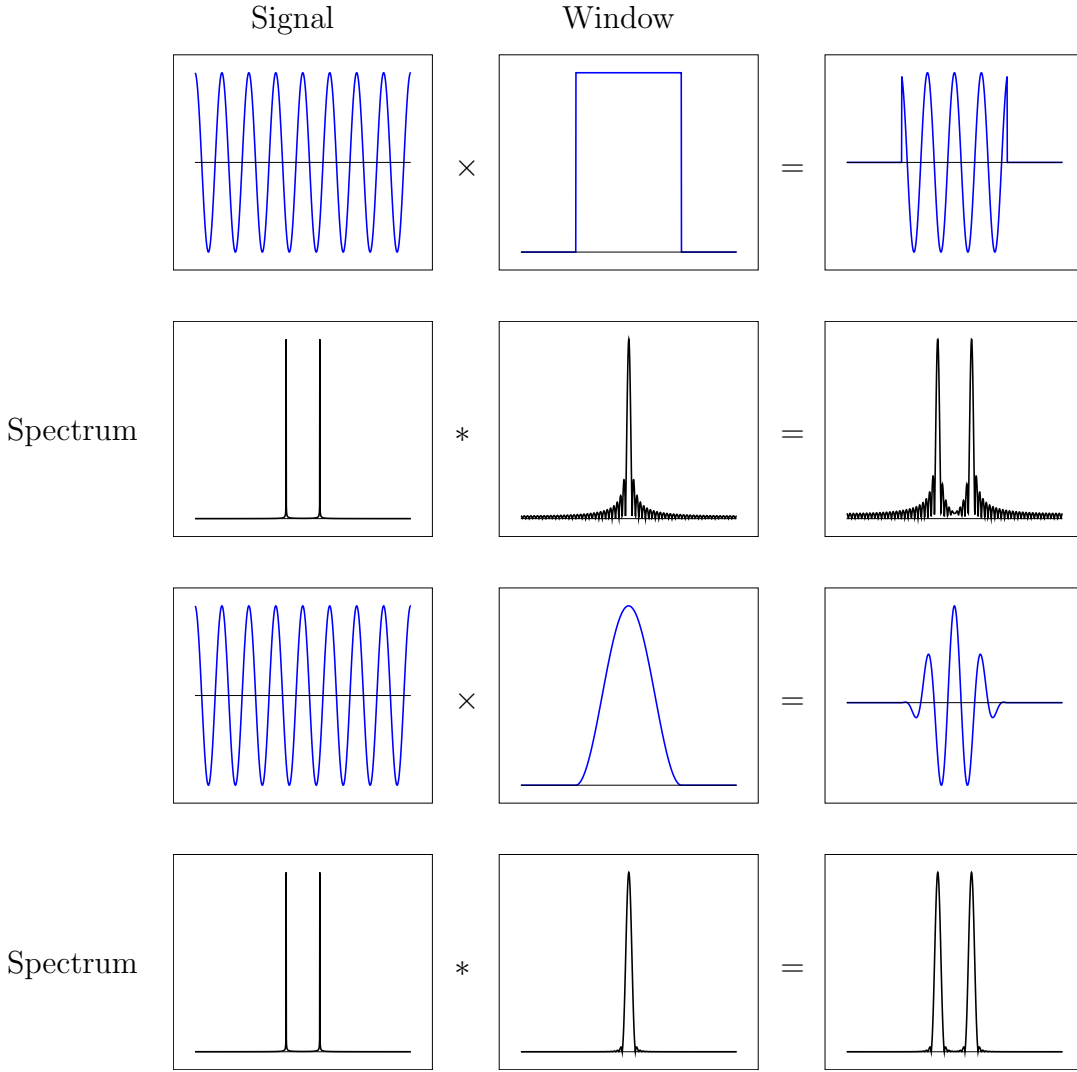 Signal Window
× =
Spectrum * =
× =
Spectrum * =